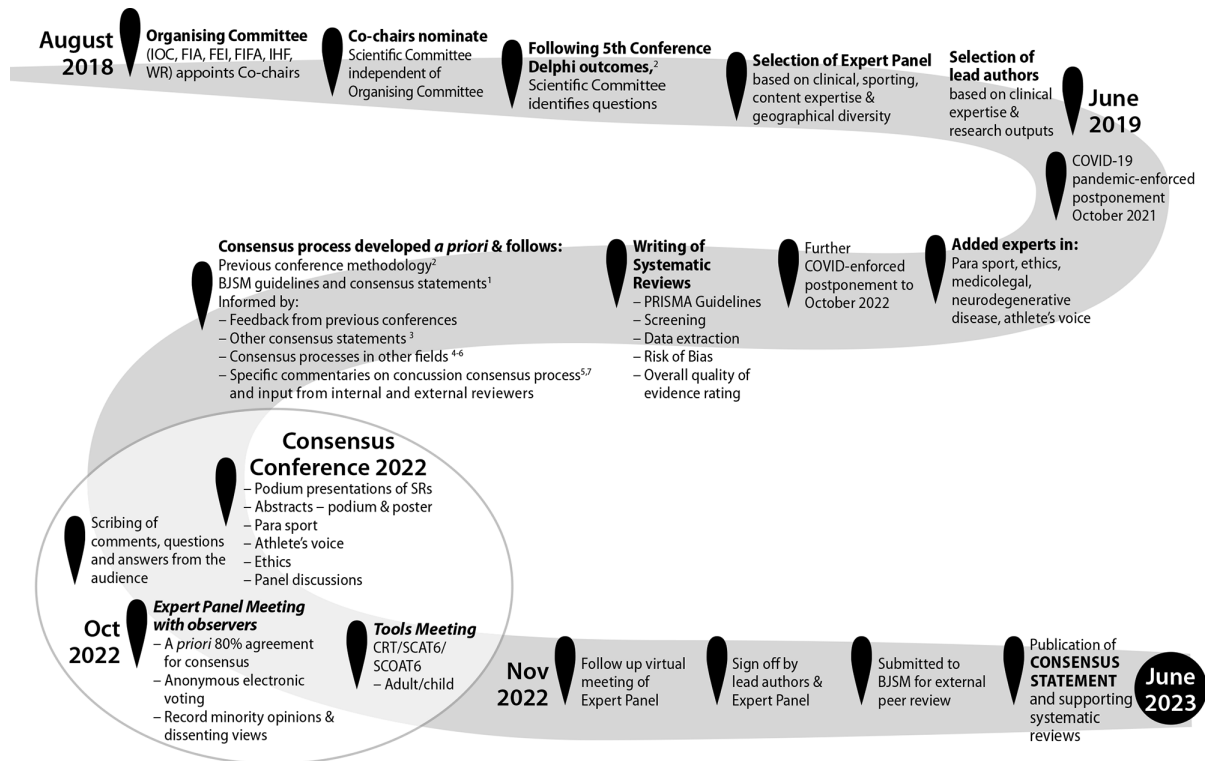 August
2018
Organising Committee
(IOC, FIA, FEI, FIFA, IHF,
WR) appoints Co-chairs
Co-chairs nominate
Scientific Committee
independent of
Organising Committee
Following 5th Conference
Delphi outcomes,²
Scientific Committee
identifies questions
Selection of Expert Panel
based on clinical, sporting,
content expertise &
geographical diversity
Selection of
lead authors
based on clinical
expertise &
research outputs
June
2019
COVID-19
pandemic-enforced
postponement
October 2021
Added experts in:
Para sport, ethics,
medicolegal,
neurodegenerative
disease, athlete's voice
Further
COVID-enforced
postponement to
October 2022
Writing of
Systematic
Reviews
– PRISMA Guidelines
– Screening
– Data extraction
– Risk of Bias
– Overall quality of
evidence rating
Consensus process developed a priori & follows:
Previous conference methodology²
BJSM guidelines and consensus statements¹
Informed by:
– Feedback from previous conferences
– Other consensus statements ³
– Consensus processes in other fields ⁴⁻⁶
– Specific commentaries on concussion consensus process⁵,⁷
and input from internal and external reviewers
Consensus
Conference 2022
– Podium presentations of SRs
– Abstracts – podium & poster
– Para sport
– Athlete's voice
– Ethics
– Panel discussions
Scribing of
comments, questions
and answers from the
audience
Oct
2022
Expert Panel Meeting
with observers
– A priori 80% agreement
for consensus
– Anonymous electronic
voting
– Record minority opinions &
dissenting views
Tools Meeting
CRT/SCAT6/
SCOAT6
– Adult/child
Nov
2022
Follow up virtual
meeting of
Expert Panel
Sign off by
lead authors &
Expert Panel
Submitted to
BJSM for external
peer review
Publication of
CONSENSUS
STATEMENT
and supporting
systematic
reviews
June
2023